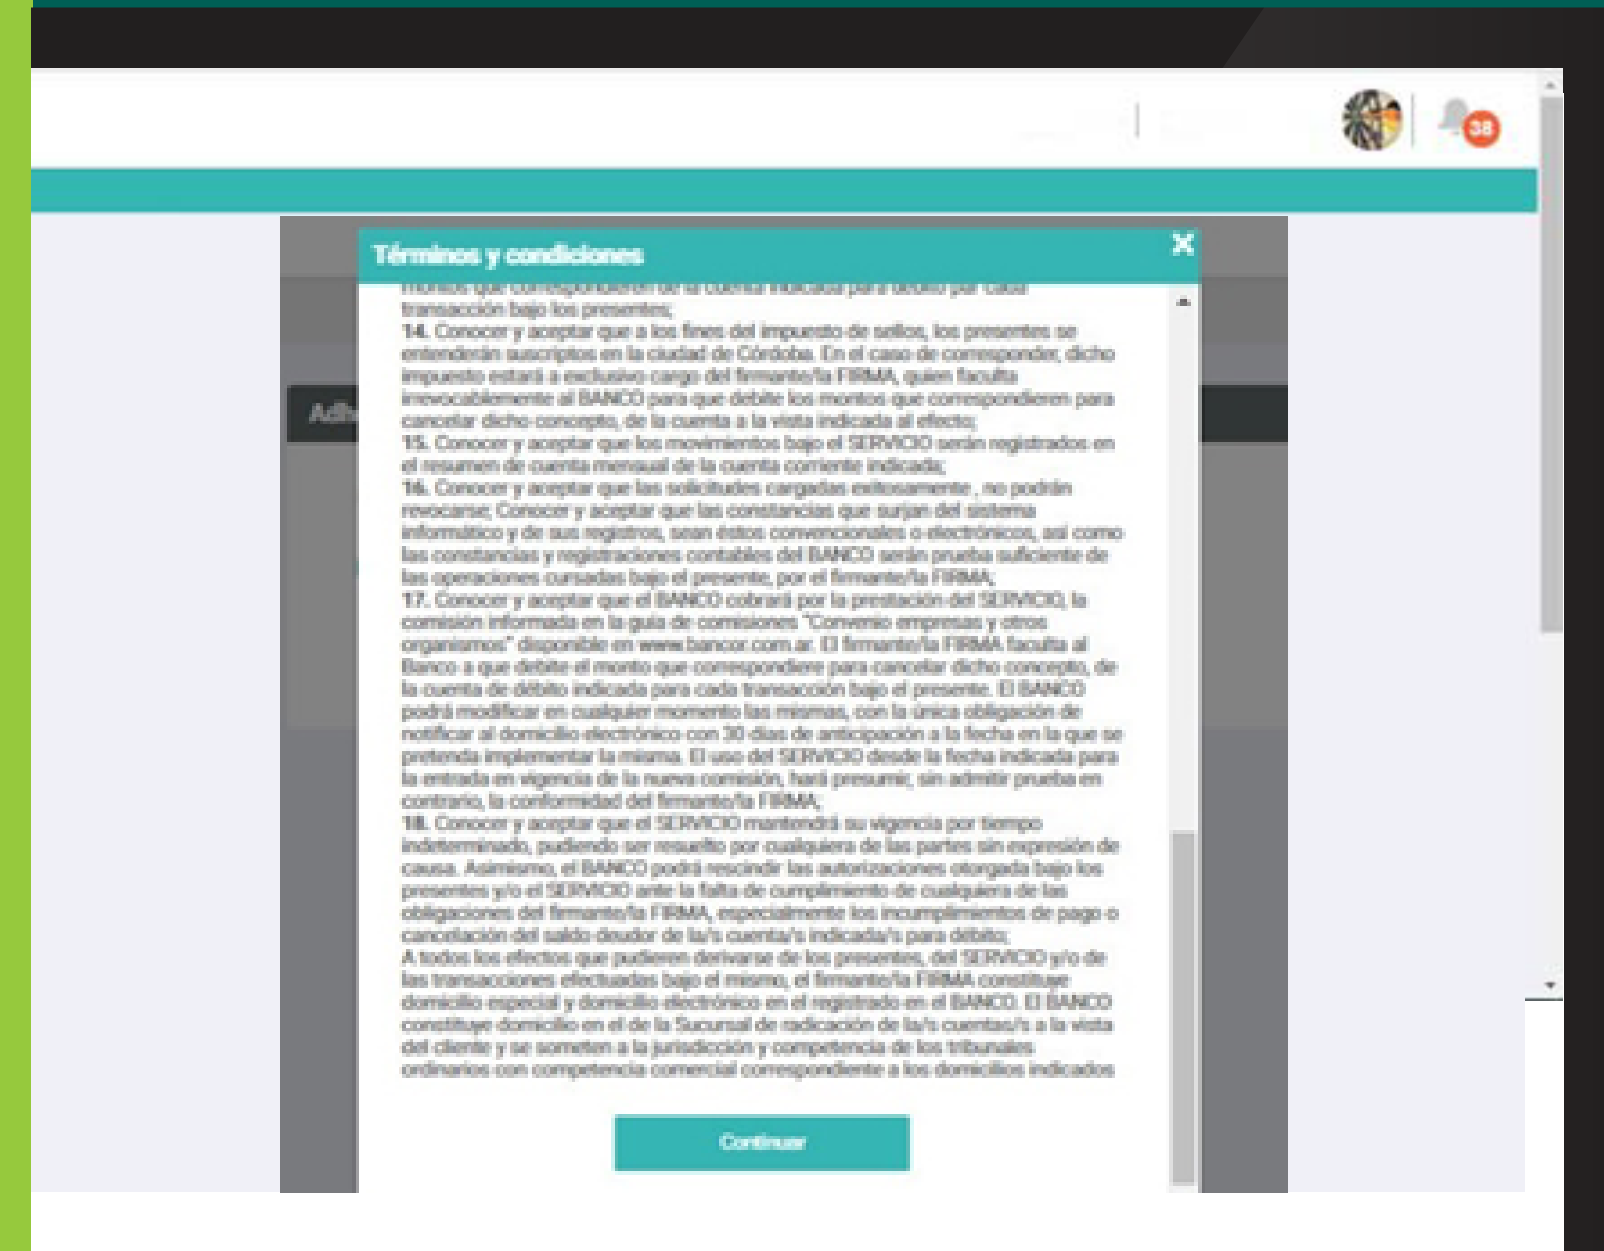 38
Términos y condiciones
montos que correspondieren de la cuenta indicada para débito por cada
transacción bajo los presentes;
14. Conocer y aceptar que a los fines del impuesto de sellos, los presentes se
entenderán suscriptos en la ciudad de Córdoba. En el caso de corresponder, dicho
impuesto estará a exclusivo cargo del firmante/la FIRMA, quien faculta
irrevocablemente al BANCO para que debite los montos que correspondieren para
cancelar dicho concepto, de la cuenta a la vista indicada al efecto;
Adhe
15. Conocer y aceptar que los movimientos bajo el SERVICIO serán registrados en
el resumen de cuenta mensual de la cuenta corriente indicada;
16. Conocer y aceptar que las solicitudes cargadas exitosamente , no podrán
revocarse; Conocer y aceptar que las constancias que surjan del sistema
informático y de sus registros, sean éstos convencionales o electrónicos, así como
las constancias y registraciones contables del BANCO serán prueba suficiente de
las operaciones cursadas bajo el presente, por el firmante/la FIRMA;
17. Conocer y aceptar que el BANCO cobrará por la prestación del SERVICIO, la
comisión informada en la guía de comisiones "Convenio empresas y otros
organismos" disponible en www.bancor.com.ar. El firmante/la FIRMA faculta al
Banco a que debite el monto que correspondiere para cancelar dicho concepto, de
la cuenta de débito indicada para cada transacción bajo el presente. El BANCO
podrá modificar en cualquier momento las mismas, con la única obligación de
notificar al domicilio electrónico con 30 días de anticipación a la fecha en la que se
pretenda implementar la misma. El uso del SERVICIO desde la fecha indicada para
la entrada en vigencia de la nueva comisión, hará presumir, sin admitir prueba en
contrario, la conformidad del firmante/la FIRMA;
18. Conocer y aceptar que el SERVICIO mantendrá su vigencia por tiempo
indeterminado, pudiendo ser resuelto por cualquiera de las partes sin expresión de
causa. Asimismo, el BANCO podrá rescindir las autorizaciones otorgada bajo los
presentes y/o el SERVICIO ante la falta de cumplimiento de cualquiera de las
obligaciones del firmante/la FIRMA, especialmente los incumplimientos de pago o
cancelación del saldo deudor de la/s cuenta/s indicada/s para débito;
A todos los efectos que pudieren derivarse de los presentes, del SERVICIO y/o de
las transacciones efectuadas bajo el mismo, el firmante/la FIRMA constituye
domicilio especial y domicilio electrónico en el registrado en el BANCO. El BANCO
constituye domicilio en el de la Sucursal de radicación de la/s cuentas/s a la vista
del cliente y se someten a la jurisdicción y competencia de los tribunales
ordinarios con competencia comercial correspondiente a los domicilios indicados
Continuar